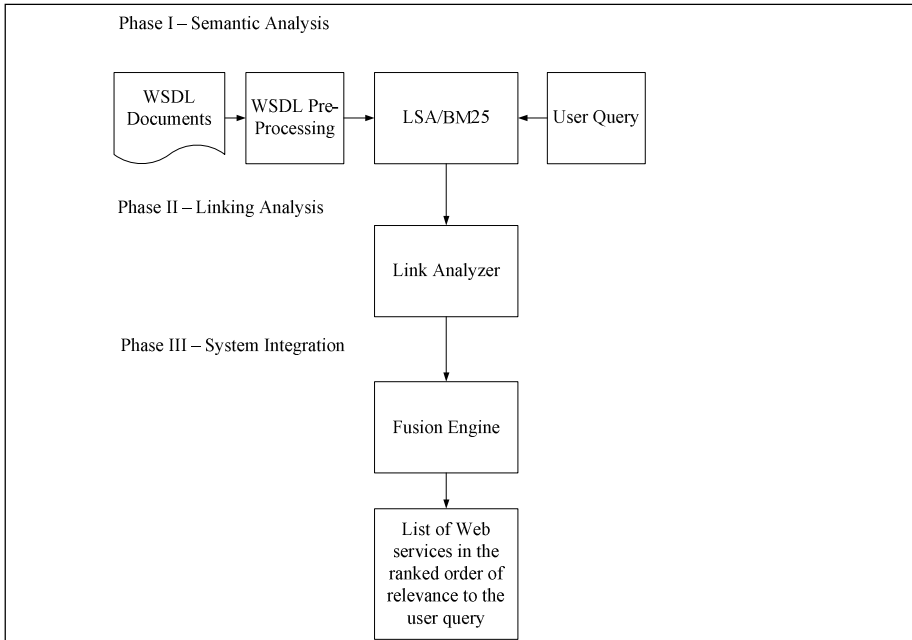 Phase I – Semantic Analysis
WSDL
Documents
WSDL Pre-
Processing
LSA/BM25
User Query
Phase II – Linking Analysis
Link Analyzer
Phase III – System Integration
Fusion Engine
List of Web
services in the
ranked order of
relevance to the
user query